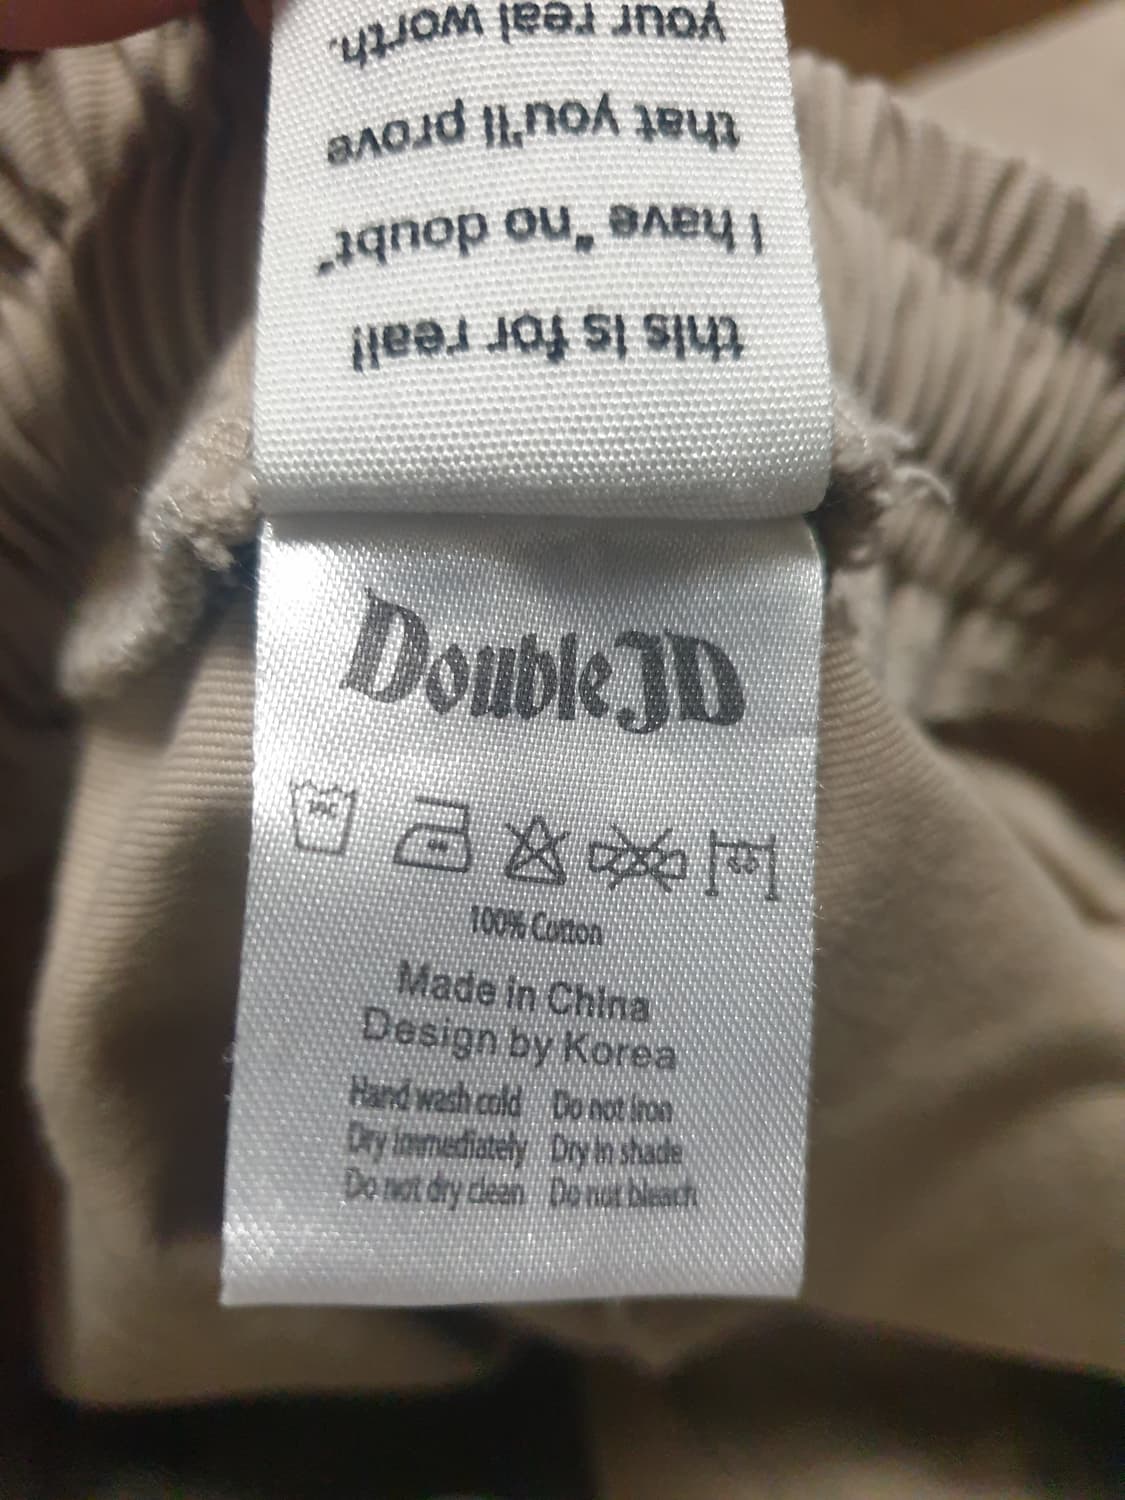 this is for real!
I have "no doubt"
that you'll prove
your real worth.
Double JD
100% Cotton
Made in China
Design by Korea
Hand wash cold Do not iron
Dry immediately Dry in shade
Do not dry clean Do not bleach